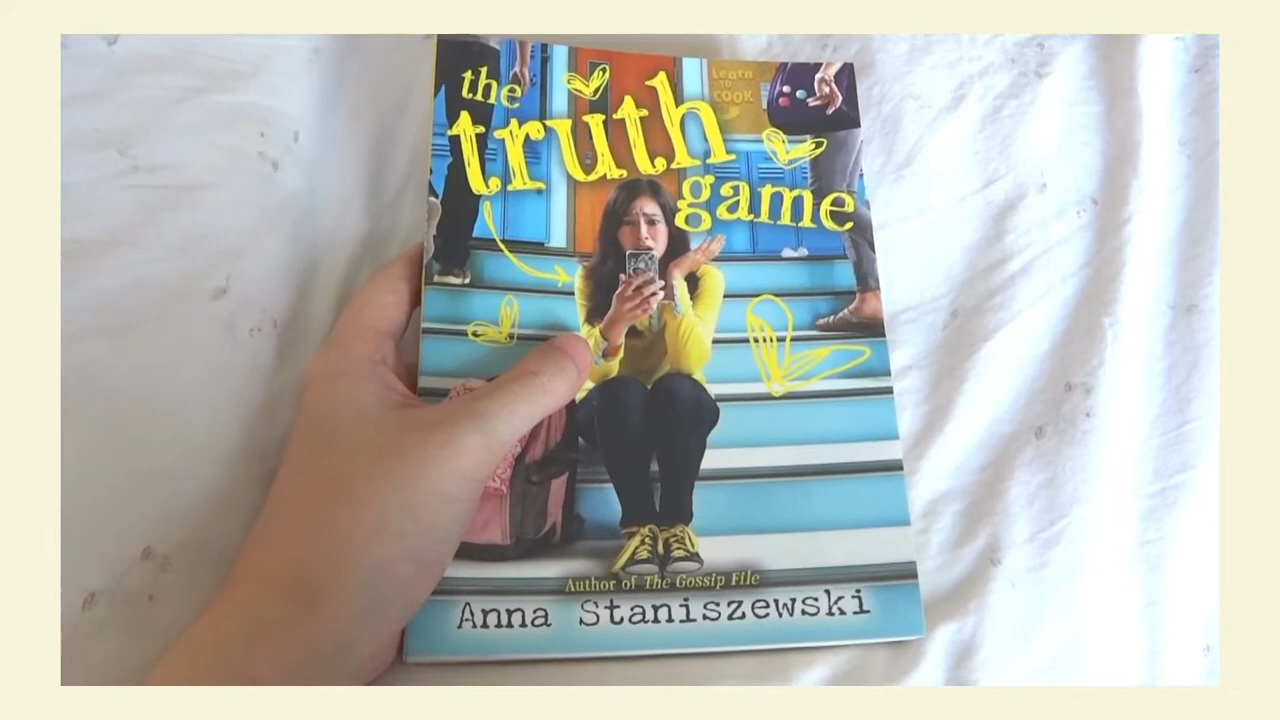 the
truth
game
Learn
TO
COOK
Author of The Gossip File
Anna Staniszewski